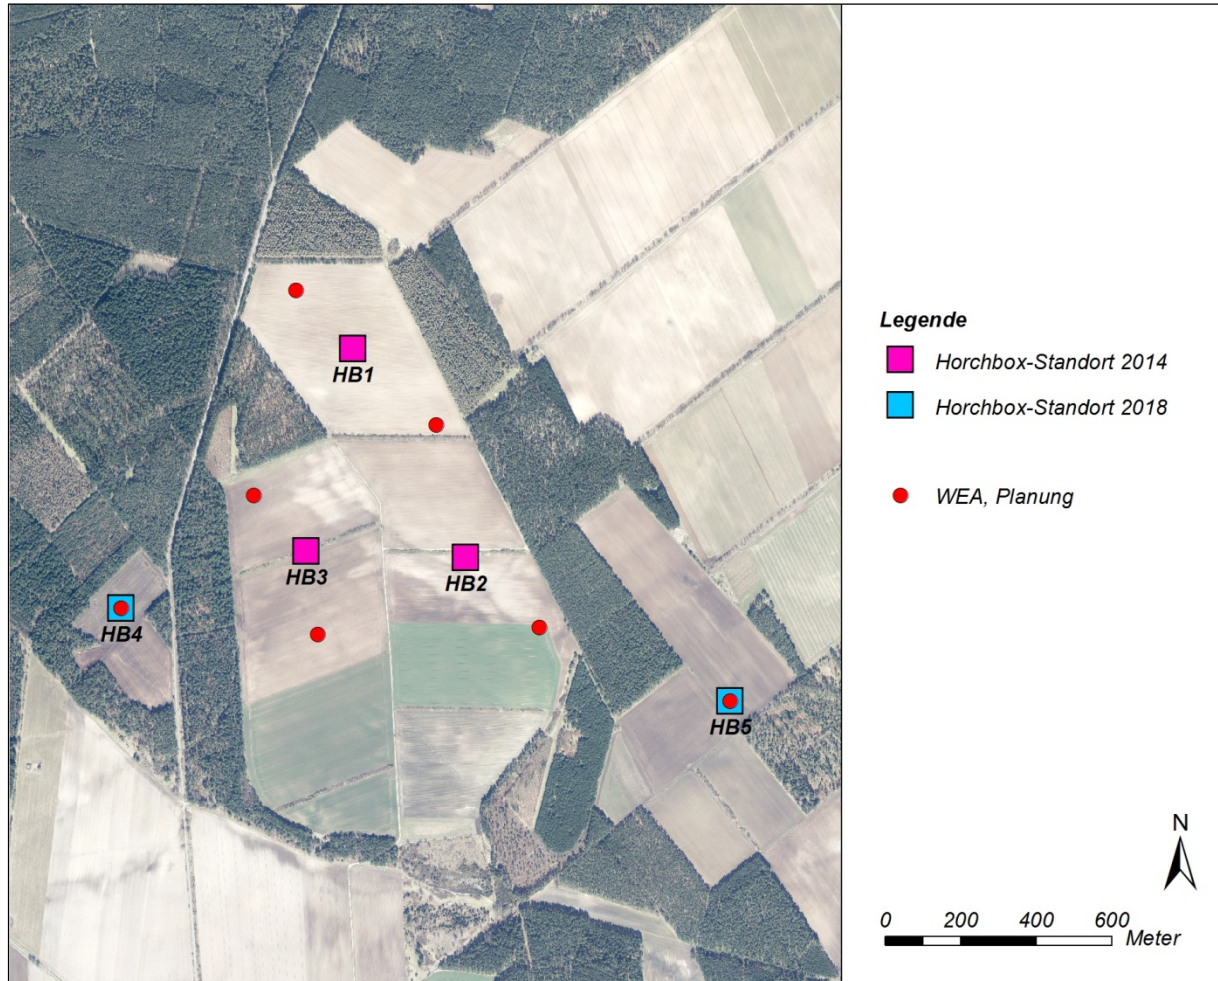 HB1
HB3
HB2
HB4
HB5
Legende
Horchbox-Standort 2014
Horchbox-Standort 2018
WEA, Planung
N
0 200 400 600
Meter